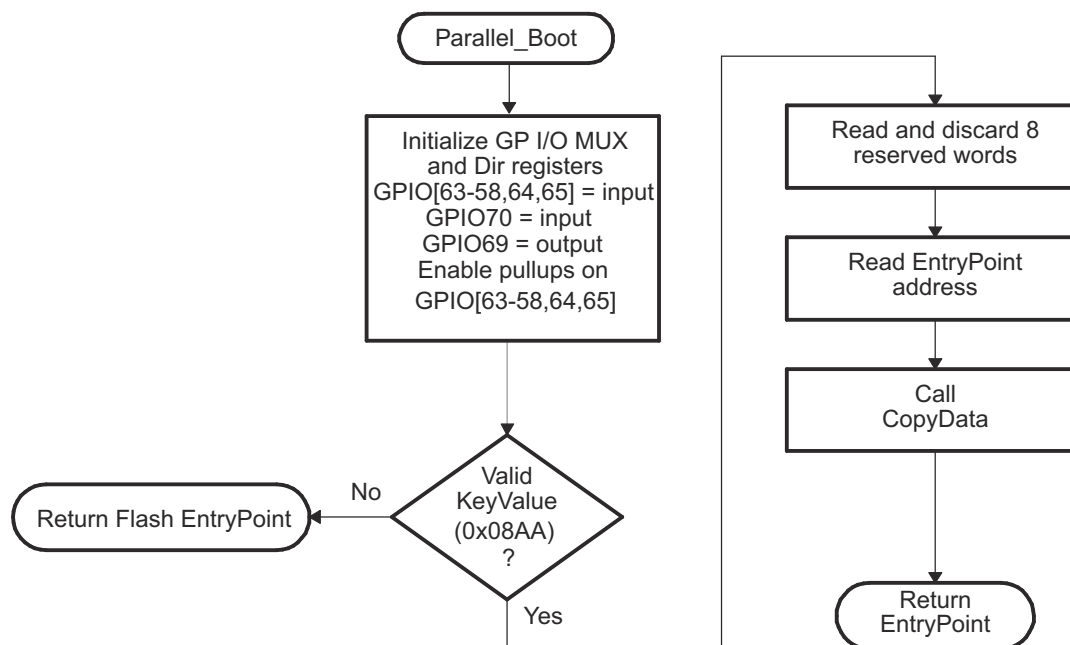 Parallel_Boot
Initialize GP I/O MUX
and Dir registers
GPIO[63-58,64,65] = input
GPIO70 = input
GPIO69 = output
Enable pullups on
GPIO[63-58,64,65]
Valid
KeyValue
(0x08AA)
?
No
Return Flash EntryPoint
Yes
Read and discard 8
reserved words
Read EntryPoint
address
Call
CopyData
Return
EntryPoint